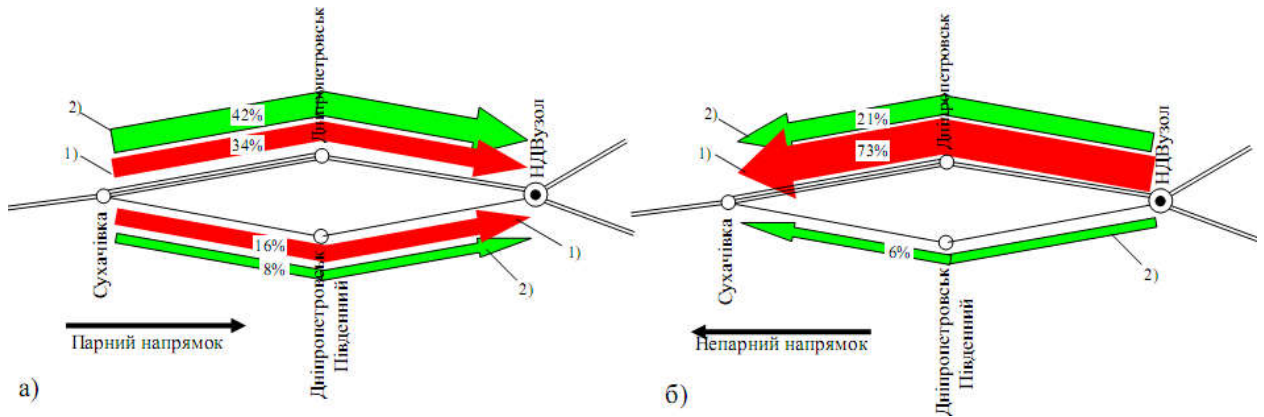 Дніпропетровськ
2)
42%
1)
34%
НДВузол
Сухачівка
16%
8%
1)
2)
Дніпропетровськ
Південний
Парний напрямок
а)
Дніпропетровськ
2)
21%
1)
73%
НДВузол
Сухачівка
6%
2)
Дніпропетровськ
Південний
Непарний напрямок
б)